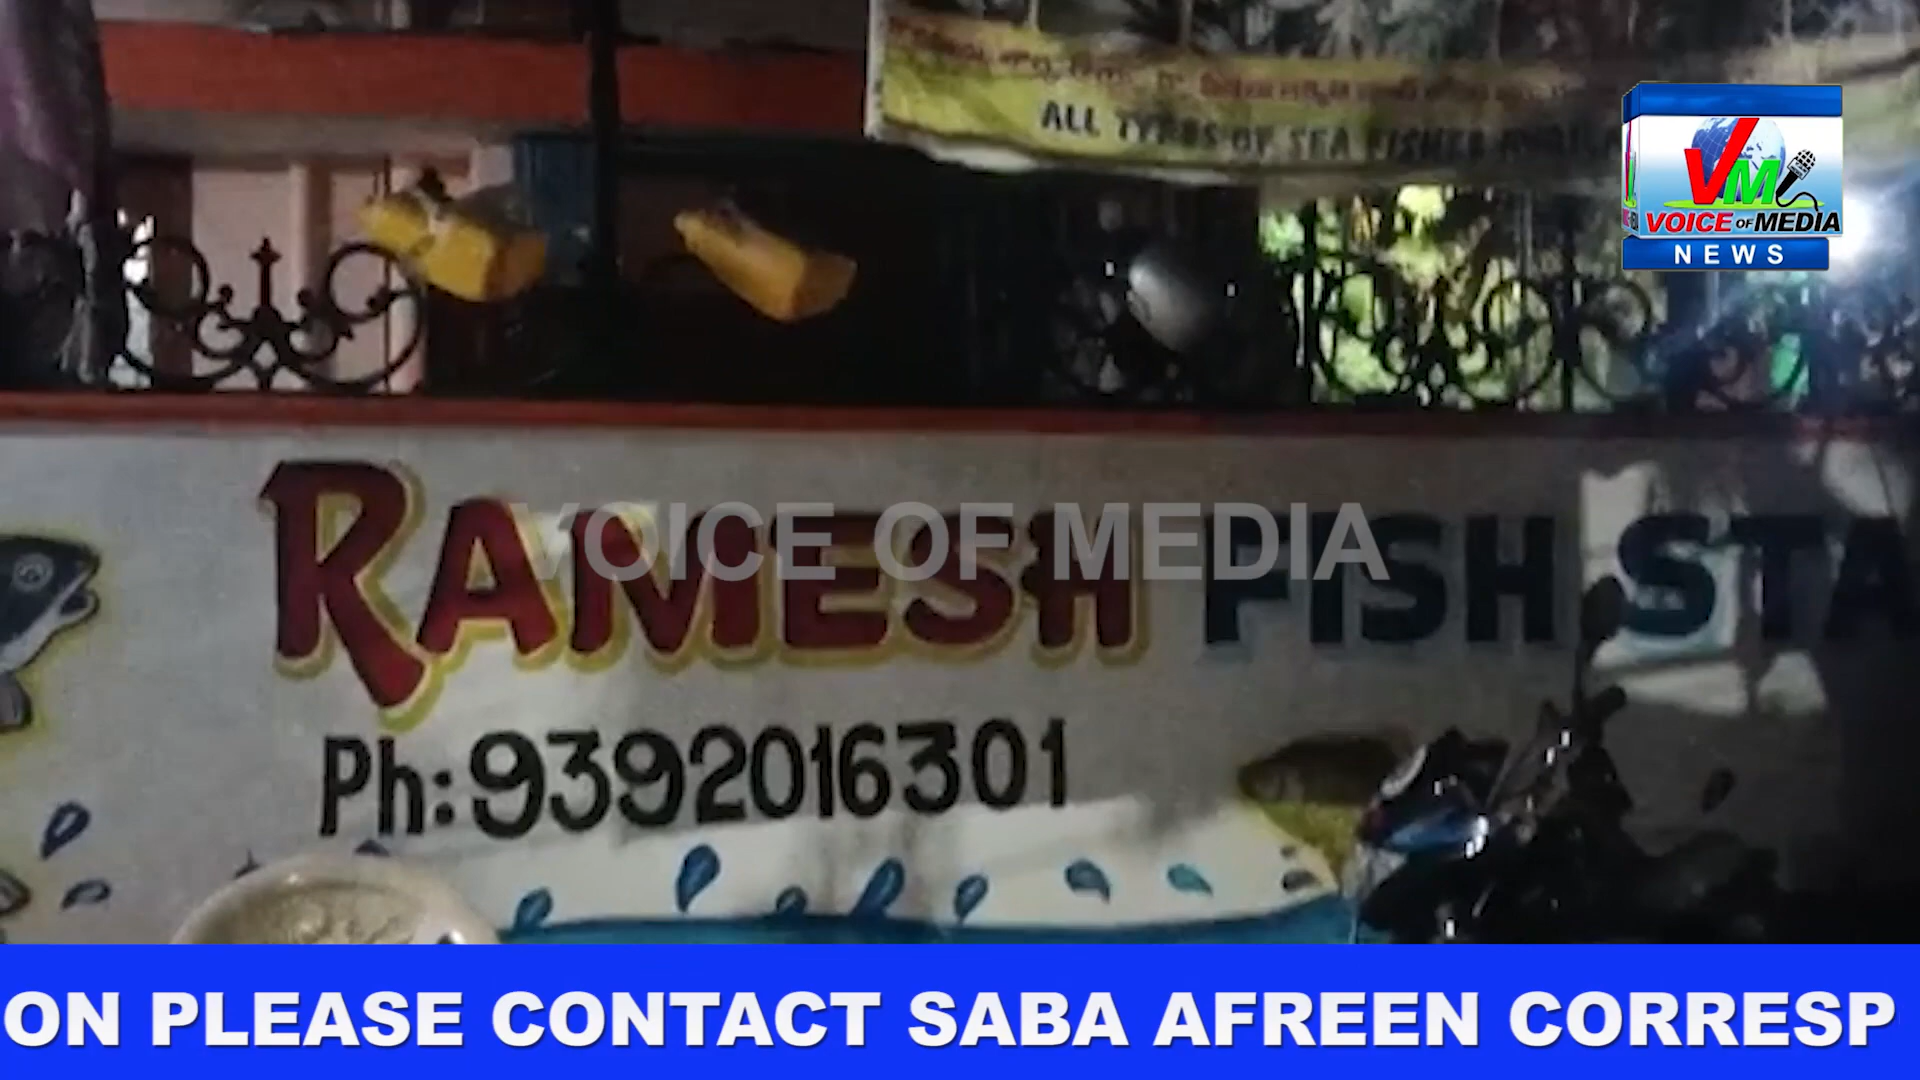 ALL TYPES OF SEA
VM
VOICE OF MEDIA
NEWS
RAMESH FISH STA
VOICE OF MEDIA
Ph:9392016301
ON PLEASE CONTACT SABA AFREEN CORRESP